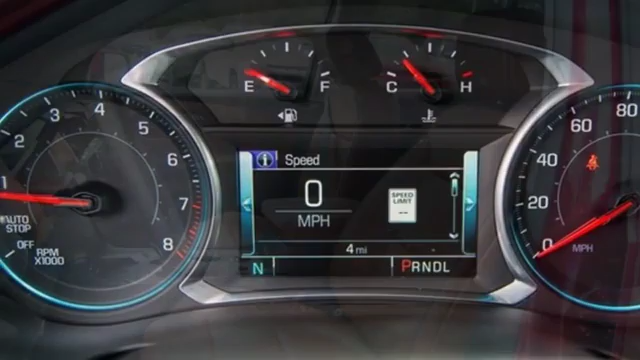 E F
C H
1 2 3 4 5 6 7 8
AUTO
STOP
OFF
RPM
X1000
i Speed
0
MPH
SPEED
LIMIT
--
4 mi
N PRNDL
0 20 40 60 80
MPH